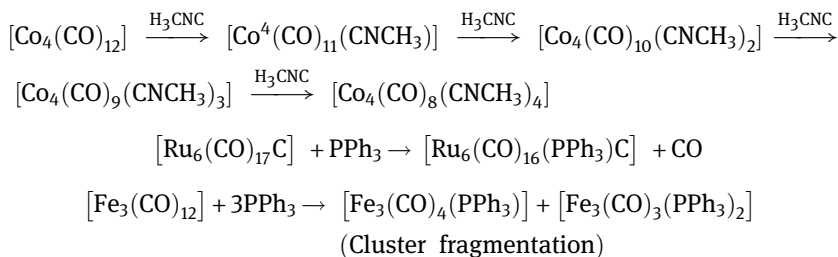 [Co₄(CO)₁₂] —H₃CNC→ [Co⁴(CO)₁₁(CNCH₃)] —H₃CNC→ [Co₄(CO)₁₀(CNCH₃)₂] —H₃CNC→
[Co₄(CO)₉(CNCH₃)₃] —H₃CNC→ [Co₄(CO)₈(CNCH₃)₄]
[Ru₆(CO)₁₇C] + PPh₃ → [Ru₆(CO)₁₆(PPh₃)C] + CO
[Fe₃(CO)₁₂] + 3PPh₃ → [Fe₃(CO)₄(PPh₃)] + [Fe₃(CO)₃(PPh₃)₂]
(Cluster fragmentation)